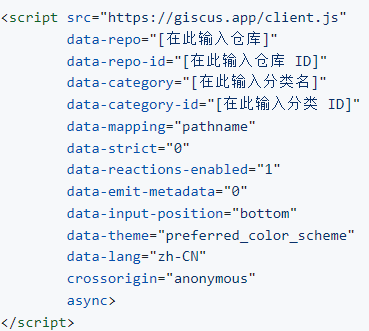 <script src="https://giscus.app/client.js"
data-repo="[在此输入仓库]"
data-repo-id="[在此输入仓库 ID]"
data-category="[在此输入分类名]"
data-category-id="[在此输入分类 ID]"
data-mapping="pathname"
data-strict="0"
data-reactions-enabled="1"
data-emit-metadata="0"
data-input-position="bottom"
data-theme="preferred_color_scheme"
data-lang="zh-CN"
crossorigin="anonymous"
async>
</script>